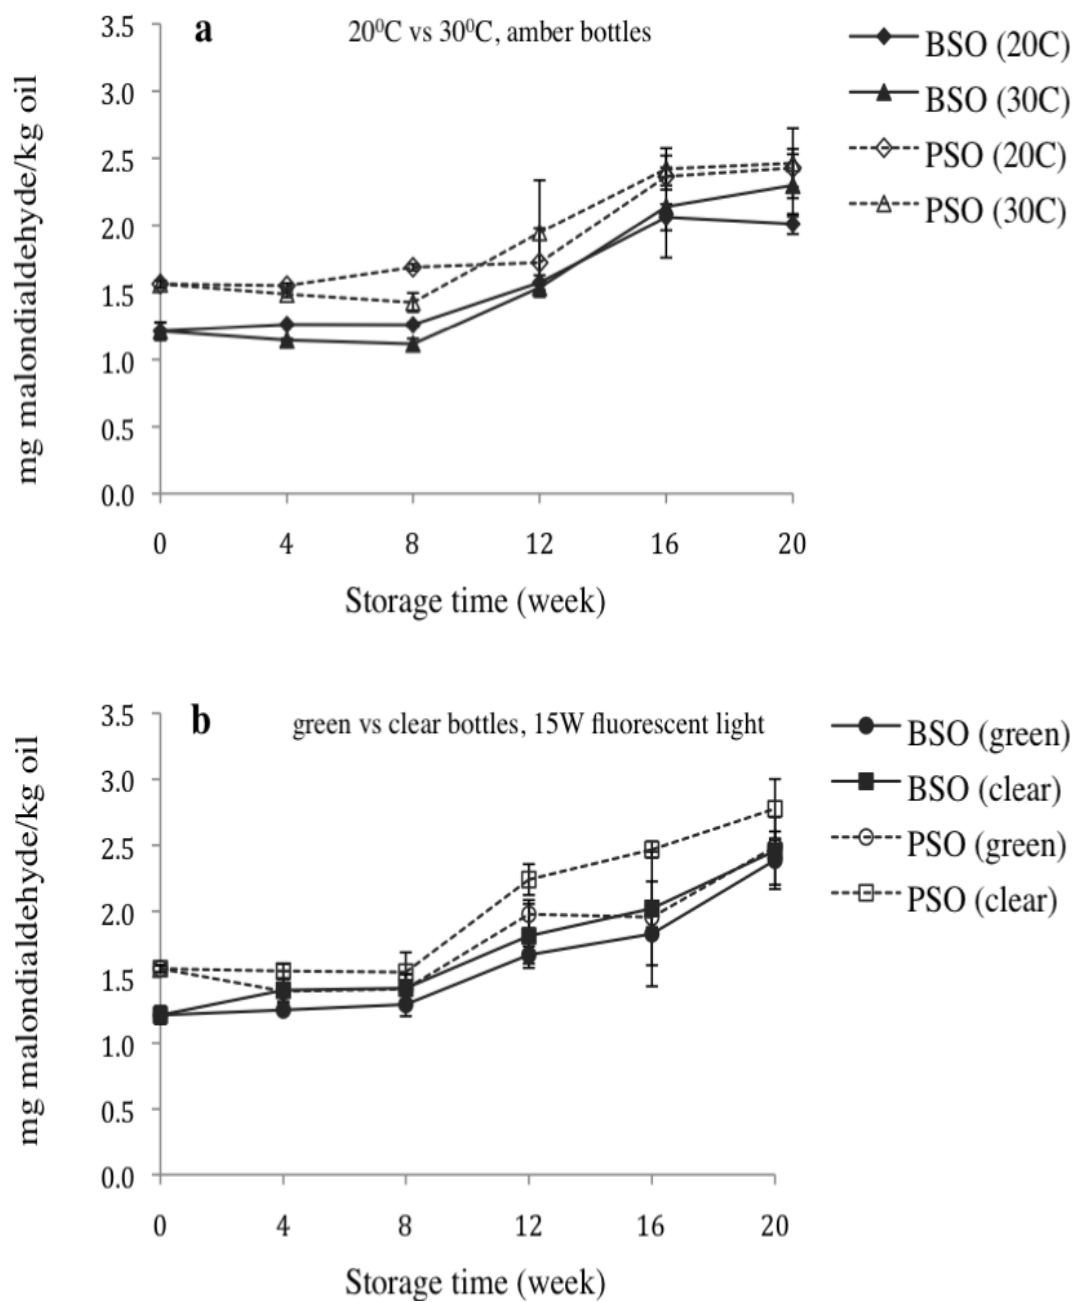 a
20⁰C vs 30⁰C, amber bottles
mg malondialdehyde/kg oil
3.5
3.0
2.5
2.0
1.5
1.0
0.5
0.0
0 4 8 12 16 20
Storage time (week)
BSO (20C)
BSO (30C)
PSO (20C)
PSO (30C)
b
green vs clear bottles, 15W fluorescent light
mg malondialdehyde/kg oil
3.5
3.0
2.5
2.0
1.5
1.0
0.5
0.0
0 4 8 12 16 20
Storage time (week)
BSO (green)
BSO (clear)
PSO (green)
PSO (clear)